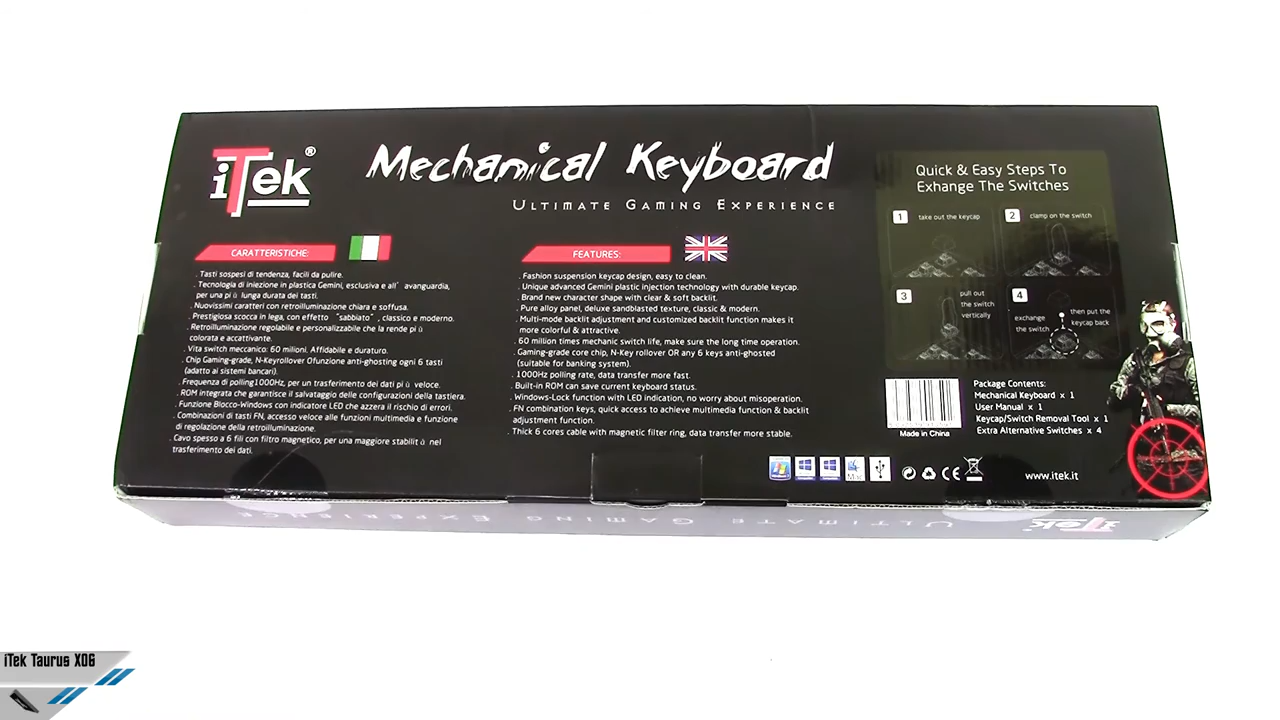 iTek®
Mechanical Keyboard
ULTIMATE GAMING EXPERIENCE
CARATTERISTICHE:
. Tasti sospesi di tendenza, facili da pulire.
. Tecnologia di iniezione in plastica Gemini, esclusiva e all' avanguardia,
per una più lunga durata dei tasti.
. Nuovissimi caratteri con retroilluminazione chiara e soffusa.
. Prestigiosa scocca in lega, con effetto "sabbiato" , classico e moderno.
. Retroilluminazione regolabile e personalizzabile che la rende più
colorata e accattivante.
. Vita switch meccanico: 60 milioni. Affidabile e duraturo.
. Chip Gaming-grade, N-Keyrollover Ofunzione anti-ghosting ogni 6 tasti
(adatto ai sistemi bancari).
. Frequenza di polling1000Hz, per un trasferimento dei dati più veloce.
. ROM integrata che garantisce il salvataggio delle configurazioni della tastiera.
. Funzione Blocco-Windows con indicatore LED che azzera il rischio di errori.
. Combinazioni di tasti FN, accesso veloce alle funzioni multimedia e funzione
di regolazione della retroilluminazione.
. Cavo spesso a 6 fili con filtro magnetico, per una maggiore stabilità nel
trasferimento dei dati.
FEATURES:
. Fashion suspension keycap design, easy to clean.
. Unique advanced Gemini plastic injection technology with durable keycap.
. Brand new character shape with clear & soft backlit.
. Pure alloy panel, deluxe sandblasted texture, classic & modern.
. Multi-mode backlit adjustment and customized backlit function makes it
more colorful & attractive.
. 60 million times mechanic switch life, make sure the long time operation.
. Gaming-grade core chip, N-Key rollover OR any 6 keys anti-ghosted
(suitable for banking system).
. 1000Hz polling rate, data transfer more fast.
. Built-in ROM can save current keyboard status.
. Windows-Lock function with LED indication, no worry about misoperation.
. FN combination keys, quick access to achieve multimedia function & backlit
adjustment function.
. Thick 6 cores cable with magnetic filter ring, data transfer more stable.
Quick & Easy Steps To
Exhange The Switches
1 take out the keycap
2 clamp on the switch
3 pull out
the switch
vertically
4 exchange
the switch
then put the
keycap back
Made in China
Package Contents:
Mechanical Keyboard x 1
User Manual x 1
Keycap/Switch Removal Tool x 1
Extra Alternative Switches x 4
Mac
CE
www.itek.it
ULTIMATE GAMING EXPERIENCE
iTek®
iTek Taurus X06